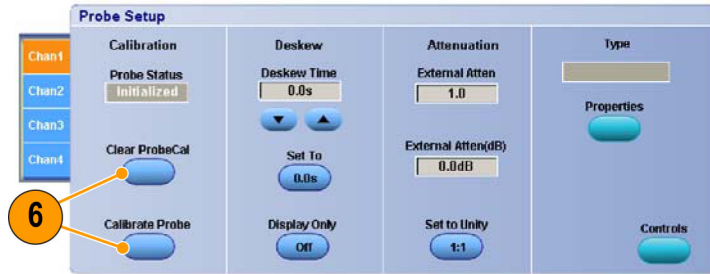 Probe Setup
Chan1
Chan2
Chan3
Chan4
Calibration
Probe Status
Initialized
Clear ProbeCal
Calibrate Probe
6
Deskew
Deskew Time
0.0s
Set To
0.0s
Display Only
Off
Attenuation
External Atten
1.0
External Atten(dB)
0.0dB
Set to Unity
1:1
Type
Properties
Controls